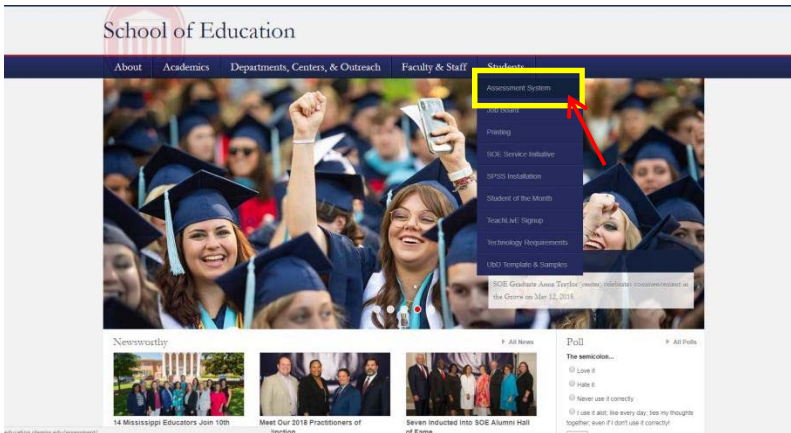 School of Education
About Academics Departments, Centers, & Outreach Faculty & Staff Students
Assessment System
Job Board
Printing
SOE Service Initiative
SPSS Installation
Student of the Month
TeachLivE Signup
Technology Requirements
UbD Template & Samples
SOE Graduate Anna Traylor (center) celebrates commencement in
the Grove on May 12, 2018.
Newsworthy
All News
14 Mississippi Educators Join 10th
Meet Our 2018 Practitioners of
Seven Inducted Into SOE Alumni Hall
of Fame
Poll
All Polls
The semicolon...
Love it
Hate it
Never use it correctly
I use it alot; like every day; ties my thoughts
together; even if I don't use it correctly!